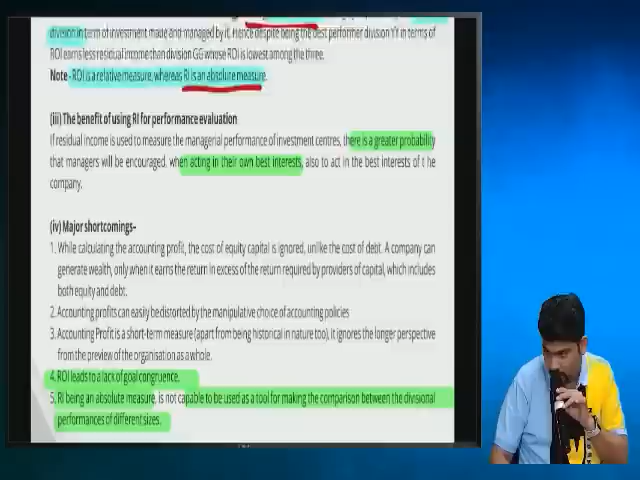 division in term of investment made and managed by it. Hence despite being the best performer division YY in terms of
ROI earns less residual income than division GG whose ROI is lowest among the three.
Note - ROI is a relative measure, whereas RI is an absolute measure.
(iii) The benefit of using RI for performance evaluation
If residual income is used to measure the managerial performance of investment centres, there is a greater probability
that managers will be encouraged, when acting in their own best interests, also to act in the best interests of the
company.
(iv) Major shortcomings–
1. While calculating the accounting profit, the cost of equity capital is ignored, unlike the cost of debt. A company can
generate wealth, only when it earns the return in excess of the return required by providers of capital, which includes
both equity and debt.
2. Accounting profits can easily be distorted by the manipulative choice of accounting policies
3. Accounting Profit is a short-term measure (apart from being historical in nature too), it ignores the longer perspective
from the preview of the organisation as a whole.
4. ROI leads to a lack of goal congruence.
5. RI being an absolute measure, is not capable to be used as a tool for making the comparison between the divisional
performances of different sizes.